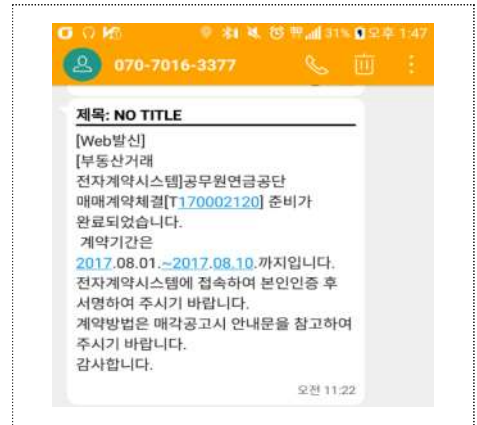 31% 오후 1:47
070-7016-3377
제목: NO TITLE
[Web발신]
[부동산거래
전자계약시스템]공무원연금공단
매매계약체결[T170002120] 준비가
완료되었습니다.
계약기간은
2017.08.01.~2017.08.10.까지입니다.
전자계약시스템에 접속하여 본인인증 후
서명하여 주시기 바랍니다.
계약방법은 매각공고시 안내문을 참고하여
주시기 바랍니다.
감사합니다.
오전 11:22